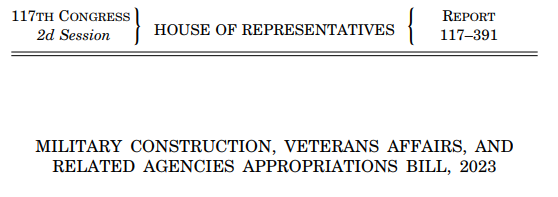 117TH CONGRESS
2d Session
HOUSE OF REPRESENTATIVES
REPORT
117–391
MILITARY CONSTRUCTION, VETERANS AFFAIRS, AND
RELATED AGENCIES APPROPRIATIONS BILL, 2023